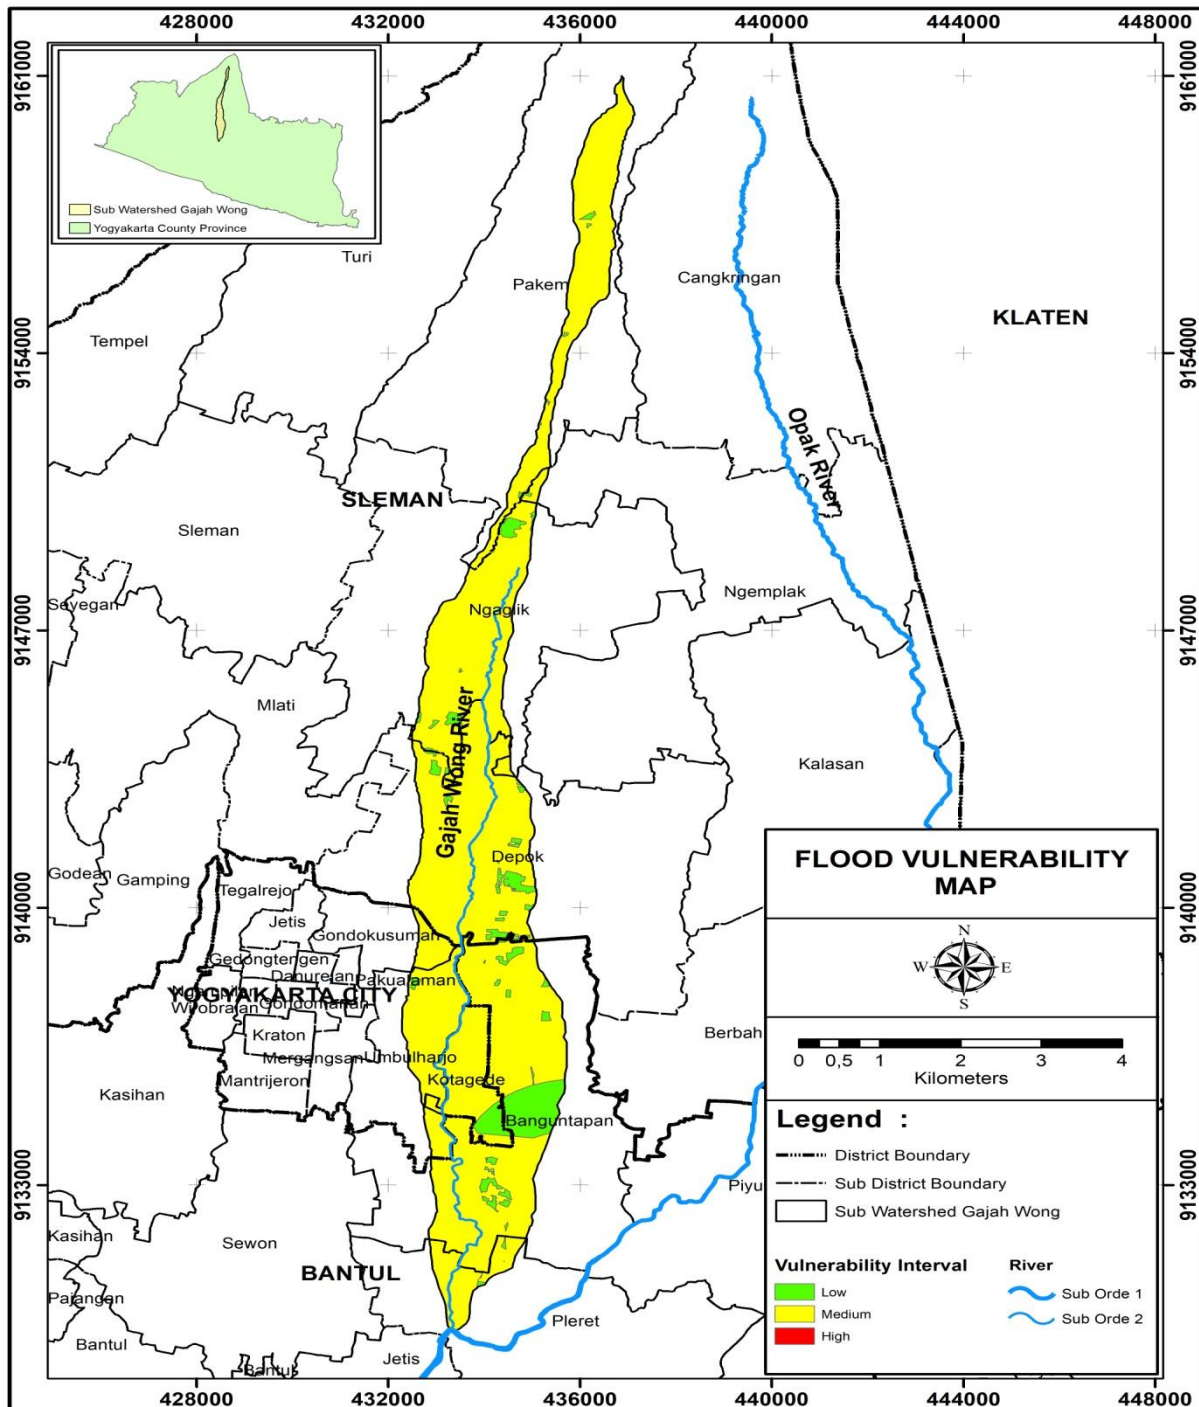 428000 432000 436000 440000 444000 448000
9161000 9161000
Sub Watershed Gajah Wong
Yogyakarta County Province
Turi
Pakem
Cangkringan
KLATEN
Tempel
9154000 9154000
Opak River
SLEMAN
Sleman
Ngemplak
Seyegan
Ngaglik
9147000 9147000
Mlati
Gajah Wong River
Kalasan
Depok
Godean
Gamping
Tegalrejo
9140000 9140000
Jetis
Gondokusuman
Gedongtengen
Danurejan
Pakualaman
Ngampilan
YOGYAKARTA CITY
Wirobrajan
Gondomanan
Kraton
Berbah
Mergangsan
Umbulharjo
Mantrijeron
Kotagede
Kasihan
Banguntapan
9133000 9133000
Piyu
Kasihan
Sewon
BANTUL
Pajangan
Pleret
Bantul
Jetis
Bantul
FLOOD VULNERABILITY
MAP
N
W E
S
0 0,5 1 2 3 4
Kilometers
Legend :
District Boundary
Sub District Boundary
Sub Watershed Gajah Wong
Vulnerability Interval
Low
Medium
High
River
Sub Orde 1
Sub Orde 2
428000 432000 436000 440000 444000 448000